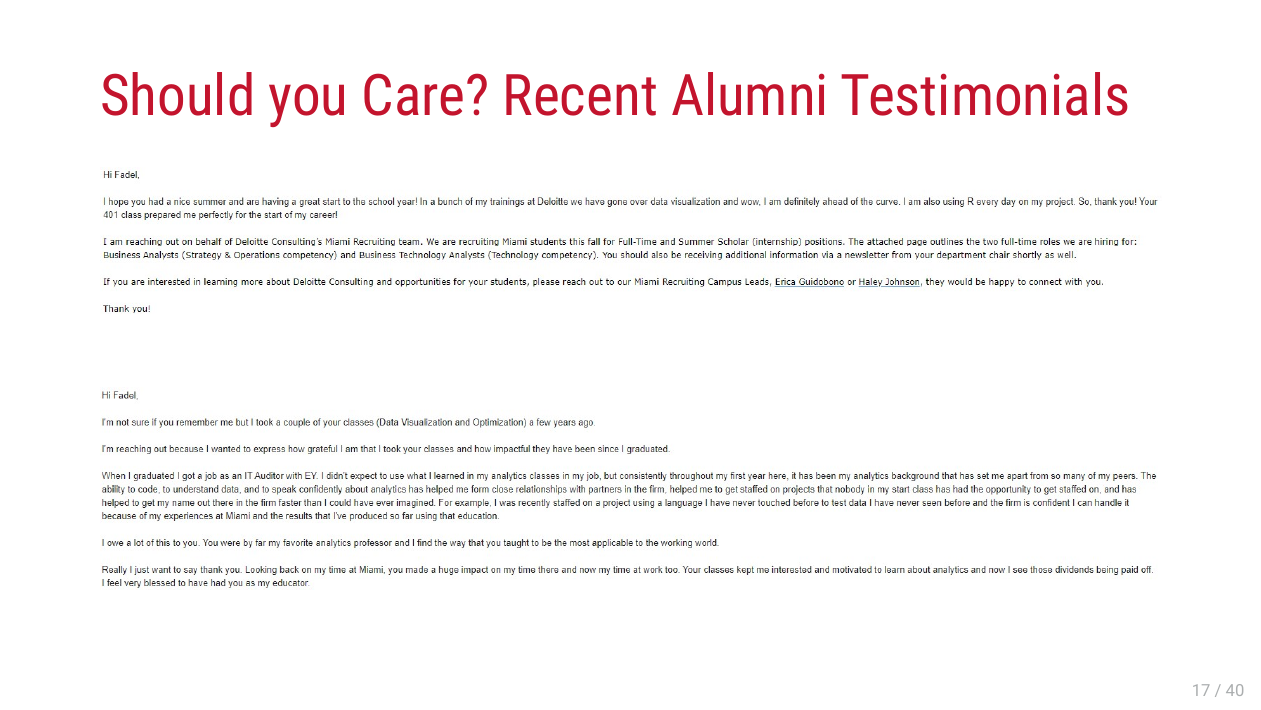 Should you Care? Recent Alumni Testimonials
Hi Fadel,
I hope you had a nice summer and are having a great start to the school year! In a bunch of my trainings at Deloitte we have gone over data visualization and wow, I am definitely ahead of the curve. I am also using R every day on my project. So, thank you! Your
401 class prepared me perfectly for the start of my career!
I am reaching out on behalf of Deloitte Consulting's Miami Recruiting team. We are recruiting Miami students this fall for Full-Time and Summer Scholar (internship) positions. The attached page outlines the two full-time roles we are hiring for:
Business Analysts (Strategy & Operations competency) and Business Technology Analysts (Technology competency). You should also be receiving additional information via a newsletter from your department chair shortly as well.
If you are interested in learning more about Deloitte Consulting and opportunities for your students, please reach out to our Miami Recruiting Campus Leads, Erica Guidobono or Haley Johnson, they would be happy to connect with you.
Thank you!
Hi Fadel,
I'm not sure if you remember me but I took a couple of your classes (Data Visualization and Optimization) a few years ago.
I'm reaching out because I wanted to express how grateful I am that I took your classes and how impactful they have been since I graduated.
When I graduated I got a job as an IT Auditor with EY. I didn't expect to use what I learned in my analytics classes in my job, but consistently throughout my first year here, it has been my analytics background that has set me apart from so many of my peers. The
ability to code, to understand data, and to speak confidently about analytics has helped me form close relationships with partners in the firm, helped me to get staffed on projects that nobody in my start class has had the opportunity to get staffed on, and has
helped to get my name out there in the firm faster than I could have ever imagined. For example, I was recently staffed on a project using a language I have never touched before to test data I have never seen before and the firm is confident I can handle it
because of my experiences at Miami and the results that I've produced so far using that education.
I owe a lot of this to you. You were by far my favorite analytics professor and I find the way that you taught to be the most applicable to the working world.
Really I just want to say thank you. Looking back on my time at Miami, you made a huge impact on my time there and now my time at work too. Your classes kept me interested and motivated to learn about analytics and now I see those dividends being paid off.
I feel very blessed to have had you as my educator.
17 / 40